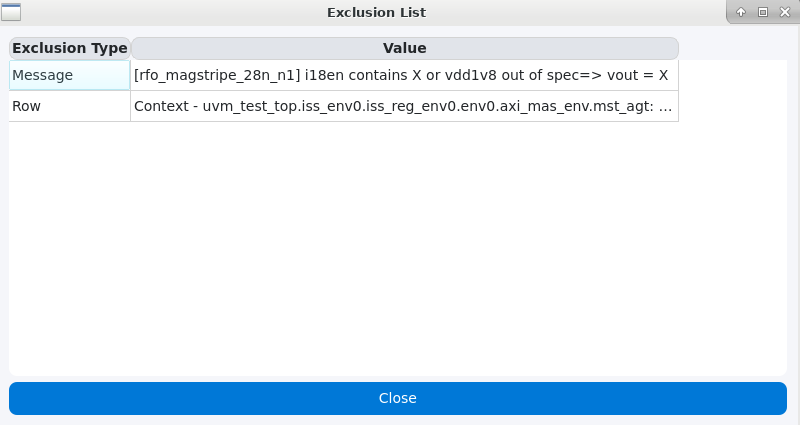 Exclusion List
Exclusion Type Value
Message [rfo_magstripe_28n_n1] i18en contains X or vdd1v8 out of spec=> vout = X
Row Context - uvm_test_top.iss_env0.iss_reg_env0.env0.axi_mas_env.mst_agt: ...
Close